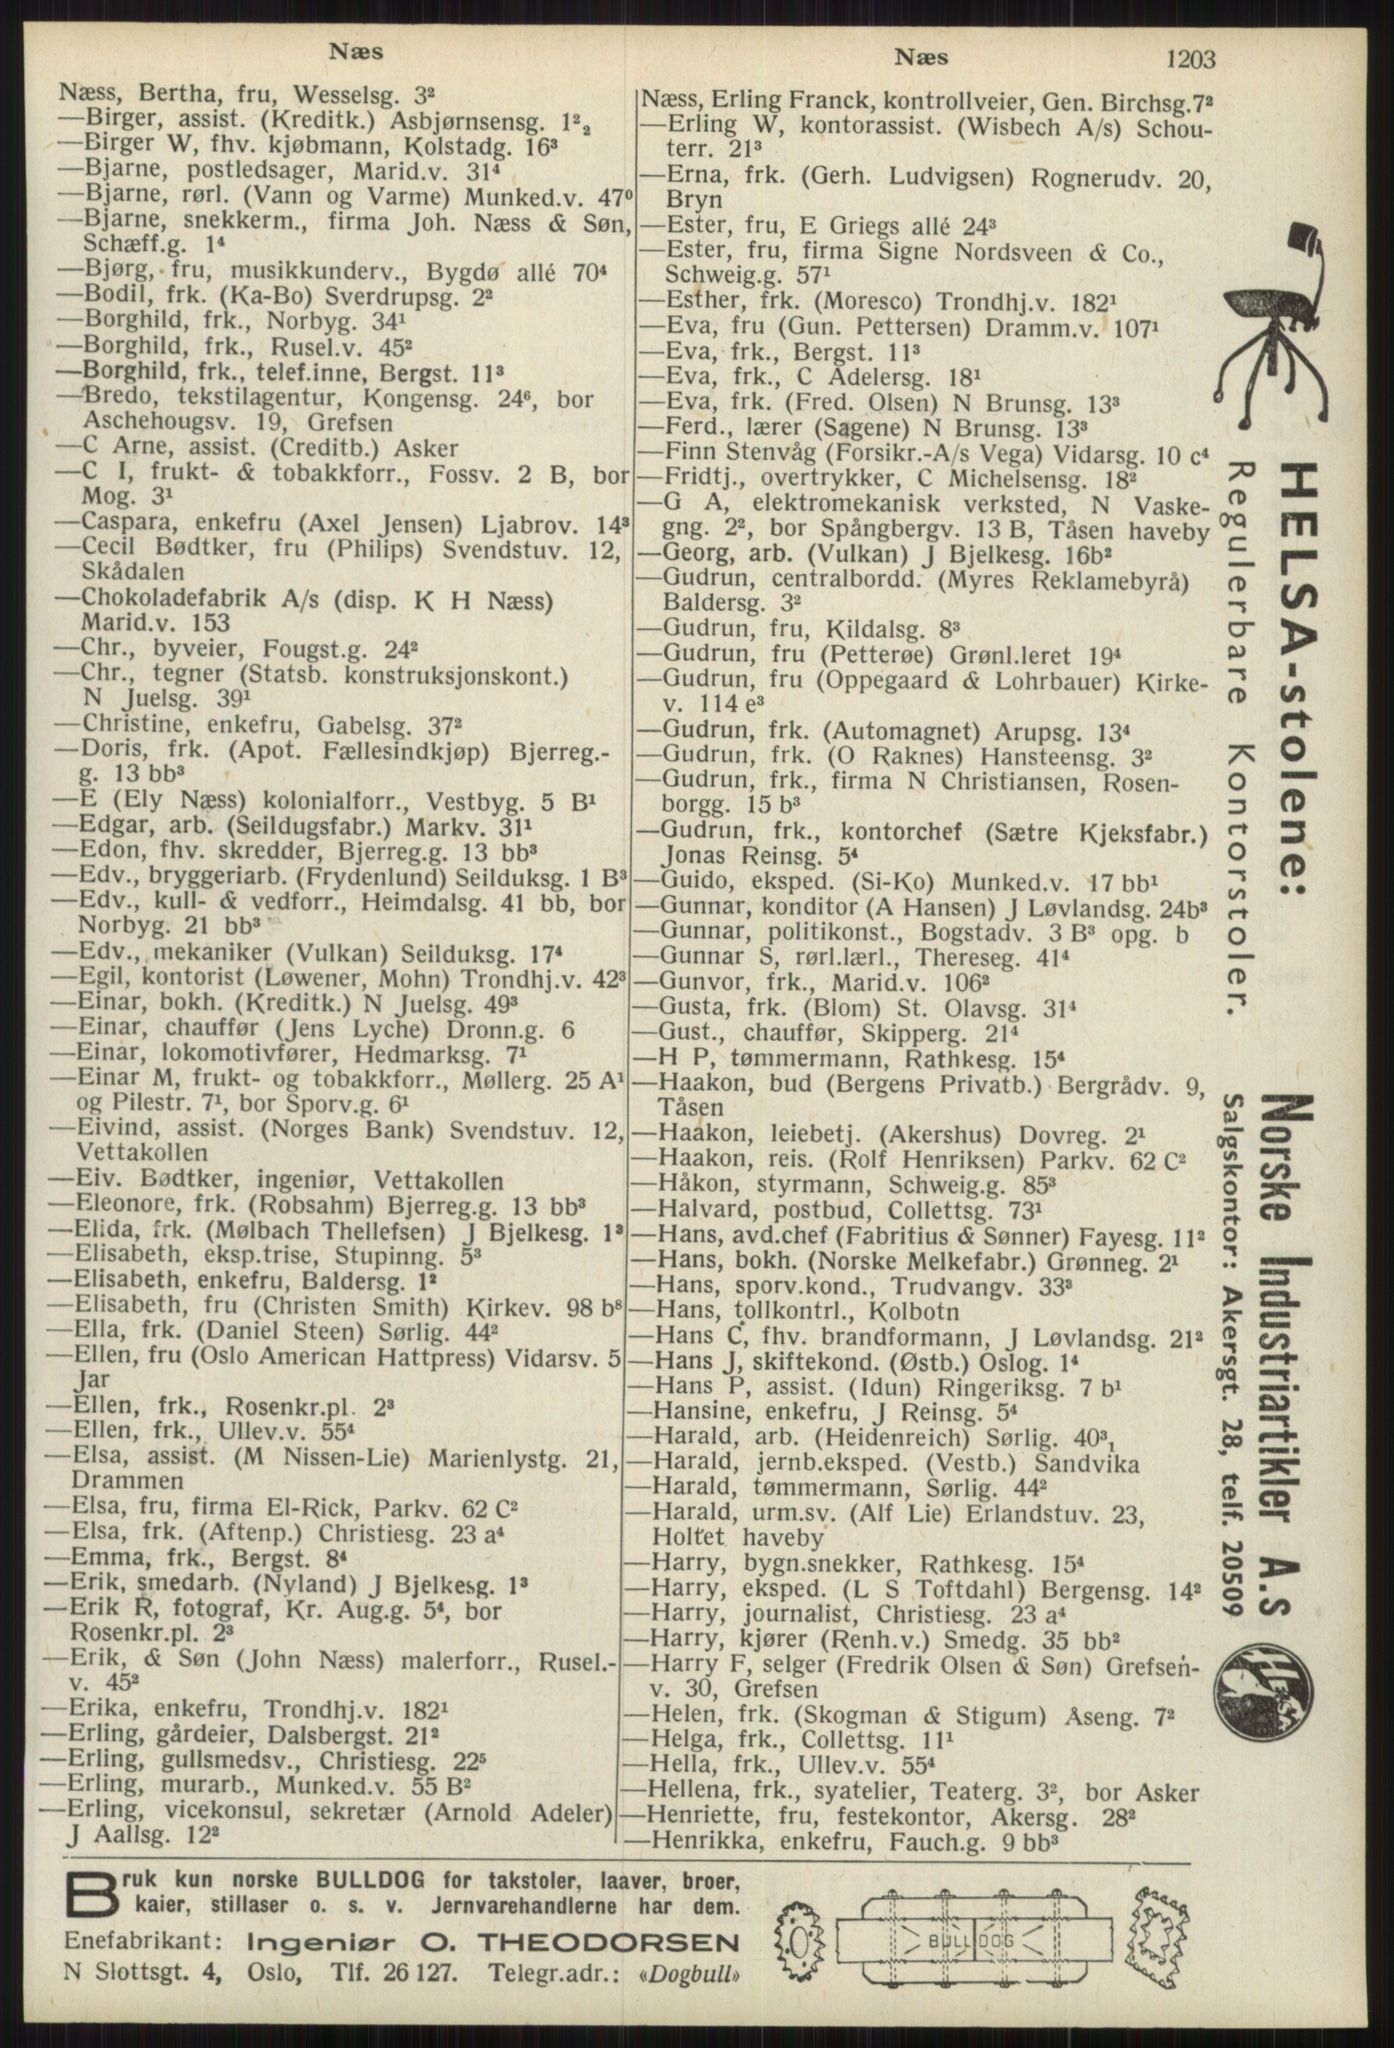 Næs
Næs
1203
Næss, Bertha, fru, Wesselsg. 3²
—Birger, assist. (Kreditk.) Asbjørnsensg. 1²₂
—Birger W, fhv. kjøbmann, Kolstadg. 16³
—Bjarne, postledsager, Marid.v. 31⁴
—Bjarne, rørl. (Vann og Varme) Munked.v. 47⁰
—Bjarne, snekkerm., firma Joh. Næss & Søn,
Schæff.g. 1⁴
—Bjørg, fru, musikkunderv., Bygdø allé 70⁴
—Bodil, frk. (Ka-Bo) Sverdrupsg. 2²
—Borghild, frk., Norbyg. 34¹
—Borghild, frk., Rusel.v. 45²
—Borghild, frk., telef.inne, Bergst. 11³
—Bredo, tekstilagentur, Kongensg. 24⁶, bor
Aschehougsv. 19, Grefsen
—C Arne, assist. (Creditb.) Asker
—C I, frukt- & tobakkforr., Fossv. 2 B, bor
Mog. 3¹
—Caspara, enkefru (Axel Jensen) Ljabrov. 14³
—Cecil Bødtker, fru (Philips) Svendstuv. 12,
Skådalen
—Chokoladefabrik A/s (disp. K H Næss)
Marid.v. 153
—Chr., byveier, Fougst.g. 24²
—Chr., tegner (Statsb. konstruksjonskont.)
N Juelsg. 39¹
—Christine, enkefru, Gabelsg. 37²
—Doris, frk. (Apot. Fællesindkjøp) Bjerreg.-
g. 13 bb³
—E (Ely Næss) kolonialforr., Vestbyg. 5 B¹
—Edgar, arb. (Seildugsfabr.) Markv. 31¹
—Edon, fhv. skredder, Bjerreg.g. 13 bb³
—Edv., bryggeriarb. (Frydenlund) Seilduksg. 1 B³
—Edv., kull- & vedforr., Heimdalsg. 41 bb, bor
Norbyg. 21 bb³
—Edv., mekaniker (Vulkan) Seilduksg. 17⁴
—Egil, kontorist (Løwener, Mohn) Trondhj.v. 42³
—Einar, bokh. (Kreditk.) N Juelsg. 49³
—Einar, chauffør (Jens Lyche) Dronn.g. 6
—Einar, lokomotivfører, Hedmarksg. 7¹
—Einar M, frukt- og tobakkforr., Møllerg. 25 A¹
og Pilestr. 7¹, bor Sporv.g. 6¹
—Eivind, assist. (Norges Bank) Svendstuv. 12,
Vettakollen
—Eiv. Bødtker, ingeniør, Vettakollen
—Eleonore, frk. (Robsahm) Bjerreg.g. 13 bb³
—Elida, frk. (Mølbach Thellefsen) J Bjelkesg. 1³
—Elisabeth, eksp.trise, Stupinng. 5³
—Elisabeth, enkefru, Baldersg. 1²
—Elisabeth, fru (Christen Smith) Kirkev. 98 b⁸
—Ella, frk. (Daniel Steen) Sørlig. 44²
—Ellen, fru (Oslo American Hattpress) Vidarsv. 5
Jar
—Ellen, frk., Rosenkr.pl. 2³
—Ellen, frk., Ullev.v. 55⁴
—Elsa, assist. (M Nissen-Lie) Marienlystg. 21,
Drammen
—Elsa, fru, firma El-Rick, Parkv. 62 C²
—Elsa, frk. (Aftenp.) Christiesg. 23 a⁴
—Emma, frk., Bergst. 8⁴
—Erik, smedarb. (Nyland) J Bjelkesg. 1³
—Erik R, fotograf, Kr. Aug.g. 5⁴, bor
Rosenkr.pl. 2³
—Erik, & Søn (John Næss) malerforr., Rusel.-
v. 45²
—Erika, enkefru, Trondhj.v. 182¹
—Erling, gårdeier, Dalsbergst. 21²
—Erling, gullsmedsv., Christiesg. 22⁵
—Erling, murarb., Munked.v. 55 B²
—Erling, vicekonsul, sekretær (Arnold Adeler)
J Aallsg. 12²
Næss, Erling Franck, kontrollveier, Gen. Birchsg.7²
—Erling W, kontorassist. (Wisbech A/s) Schou-
terr. 21³
—Erna, frk. (Gerh. Ludvigsen) Rognerudv. 20,
Bryn
—Ester, fru, E Griegs allé 24³
—Ester, fru, firma Signe Nordsveen & Co.,
Schweig.g. 57¹
—Esther, frk. (Moresco) Trondhj.v. 182¹
—Eva, fru (Gun. Pettersen) Dramm.v. 107¹
—Eva, frk., Bergst. 11³
—Eva, frk., C Adelersg. 18¹
—Eva, frk. (Fred. Olsen) N Brunsg. 13³
—Ferd., lærer (Sagene) N Brunsg. 13³
—Finn Stenvåg (Forsikr.-A/s Vega) Vidarsg. 10 c⁴
—Fridtj., overtrykker, C Michelsensg. 18²
—G A, elektromekanisk verksted, N Vaske-
gng. 2², bor Spångbergv. 13 B, Tåsen haveby
—Georg, arb. (Vulkan) J Bjelkesg. 16b²
—Gudrun, centralbordd. (Myres Reklamebyrå)
Baldersg. 3²
—Gudrun, fru, Kildalsg. 8³
—Gudrun, fru (Petterøe) Grønl.leret 19⁴
—Gudrun, fru (Oppegaard & Lohrbauer) Kirke-
v. 114 e³
—Gudrun, frk. (Automagnet) Arupsg. 13⁴
—Gudrun, frk. (O Raknes) Hansteensg. 3²
—Gudrun, frk., firma N Christiansen, Rosen-
borgg. 15 b³
—Gudrun, frk., kontorchef (Sætre Kjeksfabr.)
Jonas Reinsg. 5⁴
—Guido, eksped. (Si-Ko) Munked.v. 17 bb¹
—Gunnar, konditor (A Hansen) J Løvlandsg. 24b³
—Gunnar, politikonst., Bogstadv. 3 B³ opg. b
—Gunnar S, rørl.lærl., Thereseg. 41⁴
—Gunvor, frk., Marid.v. 106²
—Gusta, frk. (Blom) St. Olavsg. 31⁴
—Gust., chauffør, Skipperg. 21⁴
—H P, tømmermann, Rathkesg. 15⁴
—Haakon, bud (Bergens Privatb.) Bergrådv. 9,
Tåsen
—Haakon, leiebetj. (Akershus) Dovreg. 2¹
—Haakon, reis. (Rolf Henriksen) Parkv. 62 C²
—Håkon, styrmann, Schweig.g. 85³
—Halvard, postbud, Collettsg. 73¹
—Hans, avd.chef (Fabritius & Sønner) Fayesg. 11²
—Hans, bokh. (Norske Melkefabr.) Grønneg. 2¹
—Hans, sporv.kond., Trudvangv. 33³
—Hans, tollkontrl., Kolbotn
—Hans C, fhv. brandformann, J Løvlandsg. 21²
—Hans J, skiftekond. (Østb.) Oslog. 1⁴
—Hans P, assist. (Idun) Ringeriksg. 7 b¹
—Hansine, enkefru, J Reinsg. 5⁴
—Harald, arb. (Heidenreich) Sørlig. 40³₁
—Harald, jernb.eksped. (Vestb.) Sandvika
—Harald, tømmermann, Sørlig. 44²
—Harald, urm.sv. (Alf Lie) Erlandstuv. 23,
Holtet haveby
—Harry, bygn.snekker, Rathkesg. 15⁴
—Harry, eksped. (L S Toftdahl) Bergensg. 14²
—Harry, journalist, Christiesg. 23 a⁴
—Harry, kjører (Renh.v.) Smedg. 35 bb²
—Harry F, selger (Fredrik Olsen & Søn) Grefsen-
v. 30, Grefsen
—Helen, frk. (Skogman & Stigum) Åseng. 7²
—Helga, frk., Collettsg. 11¹
—Hella, frk., Ullev.v. 55⁴
—Hellena, frk., syatelier, Teaterg. 3², bor Asker
—Henriette, fru, festekontor, Akersg. 28²
—Henrikka, enkefru, Fauch.g. 9 bb³
HELSA-stolene:
Regulerbare Kontorstoler.
Norske Industriartikler A.s
Salgskontor: Akersgt. 28, telf. 20509
HELSA
Bruk kun norske BULLDOG for takstoler, laaver, broer,
kaier, stillaser o. s. v. Jernvarehandlerne har dem.
Enefabrikant: Ingeniør O. THEODORSEN
N Slottsgt. 4, Oslo, Tlf. 26 127. Telegr.adr.: «Dogbull»
BULLDOG